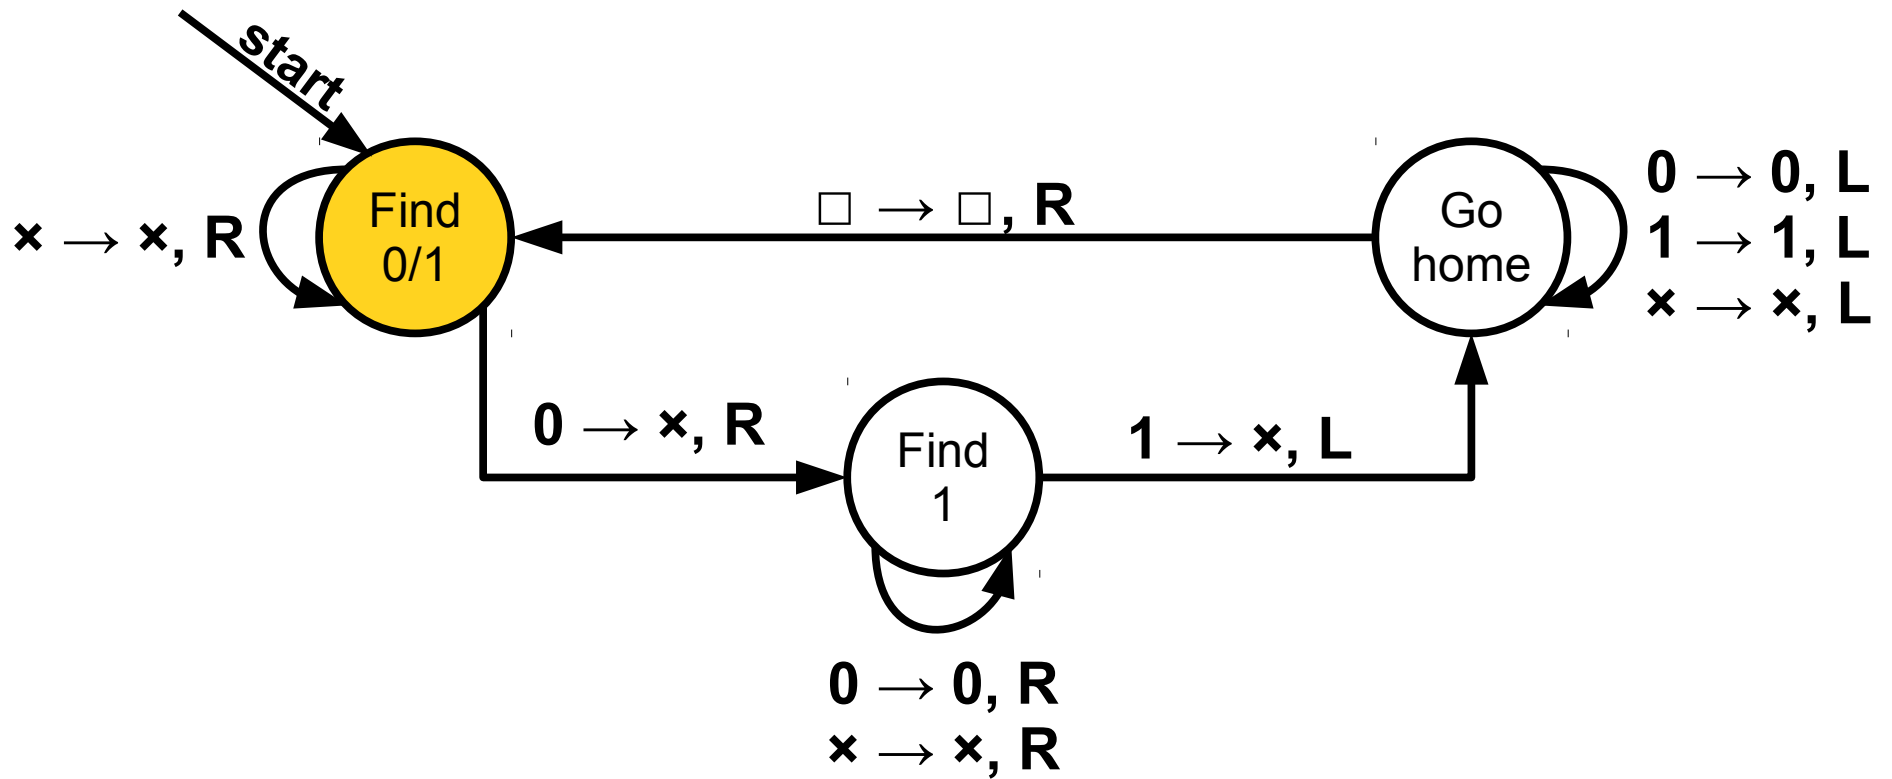 start
Find
0/1
× → ×, R
□ → □, R
Go
home
0 → 0, L
1 → 1, L
× → ×, L
0 → ×, R
Find
1
1 → ×, L
0 → 0, R
× → ×, R